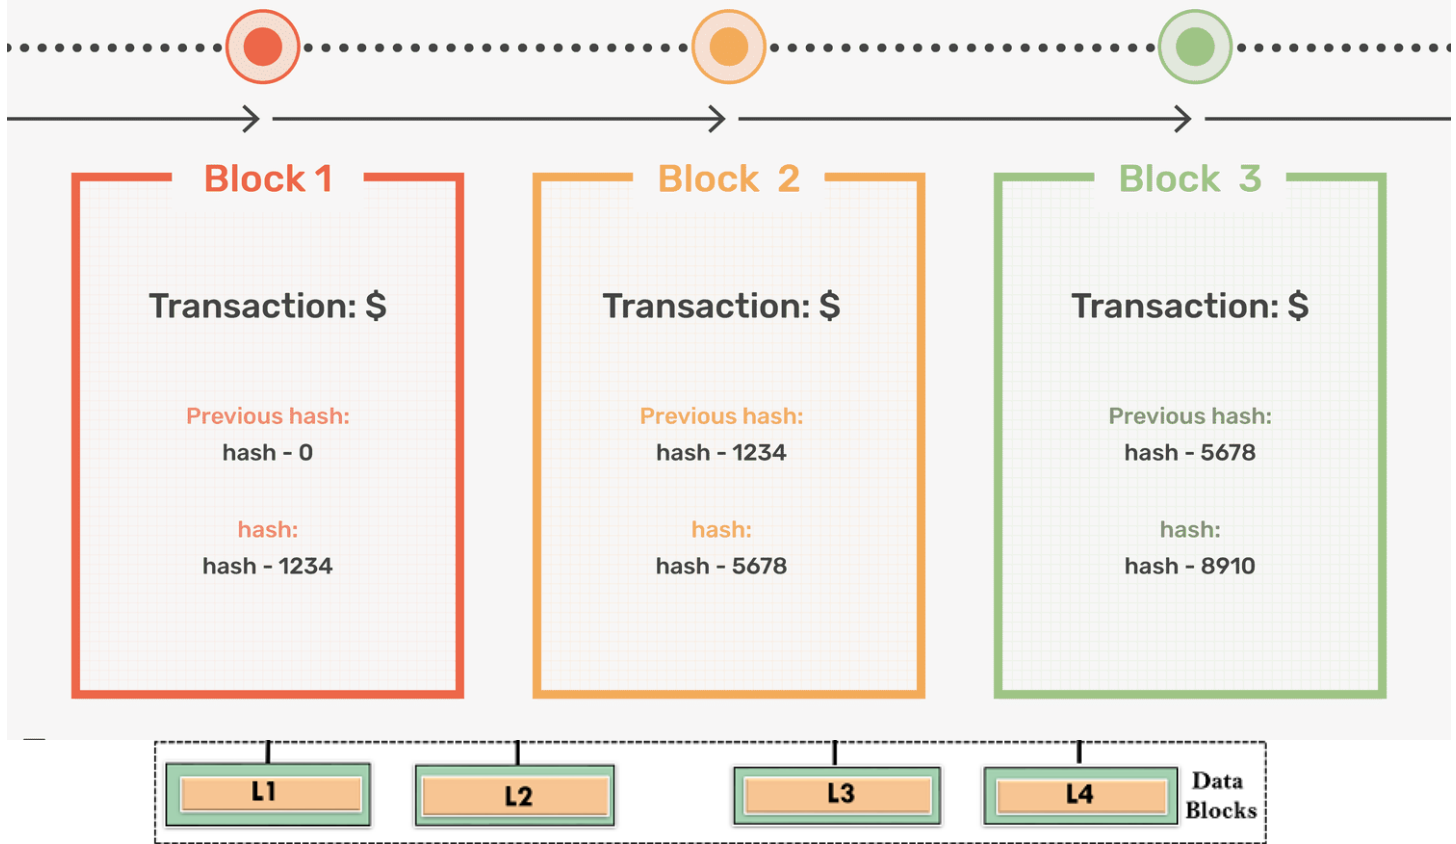 Block 1
Transaction: $
Previous hash:
hash - 0
hash:
hash - 1234
Block 2
Transaction: $
Previous hash:
hash - 1234
hash:
hash - 5678
Block 3
Transaction: $
Previous hash:
hash - 5678
hash:
hash - 8910
L1
L2
L3
L4
Data
Blocks